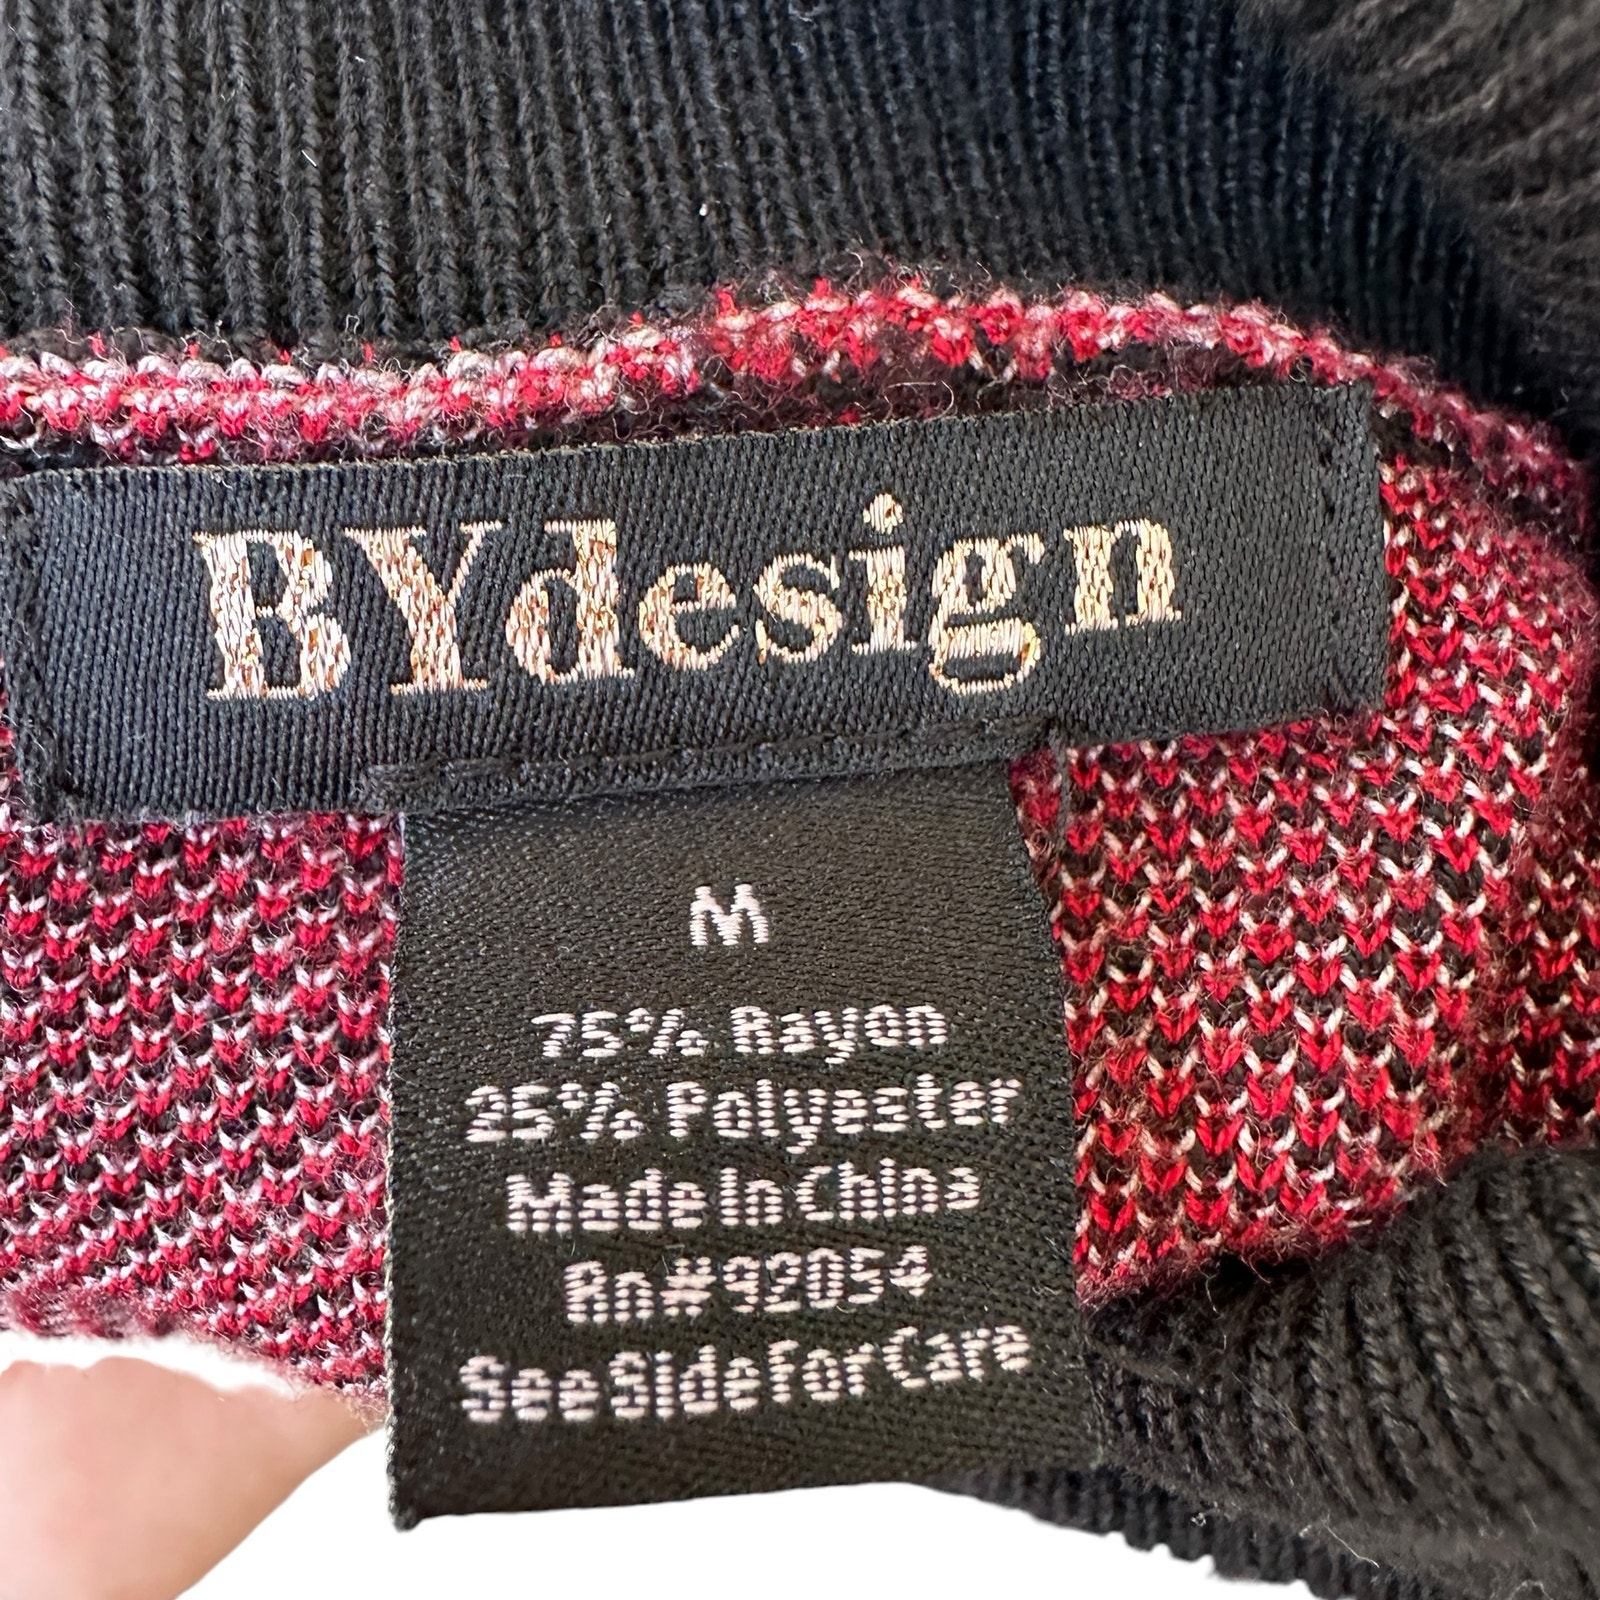 BYdesign
M
75% Rayon
25% Polyester
Made In China
Rn#92054
See Side For Care